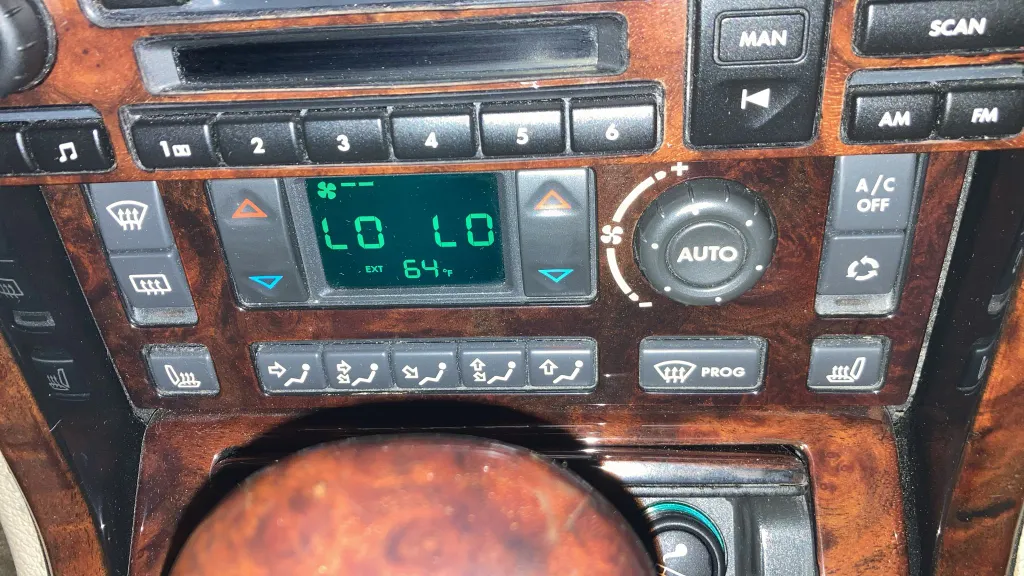 MAN
SCAN
1 2 3 4 5 6
AM FM
LO LO
EXT 64 °F
+
AUTO
-
A/C
OFF
PROG